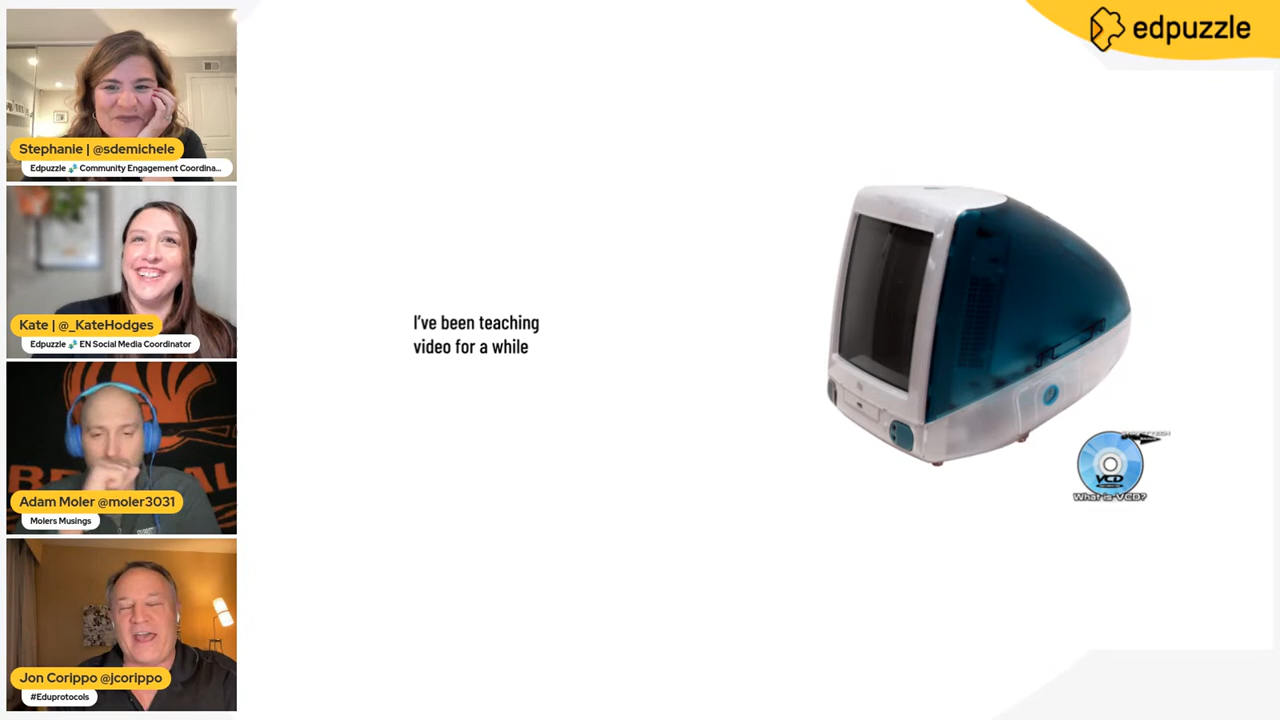 edpuzzle
Stephanie | @sdemichele
Edpuzzle Community Engagement Coordina...
Kate | @_KateHodges
Edpuzzle EN Social Media Coordinator
Adam Moler @moler3031
Molers Musings
Jon Corippo @jcorippo
#Eduprotocols
I've been teaching
video for a while
VCD
What is VCD?